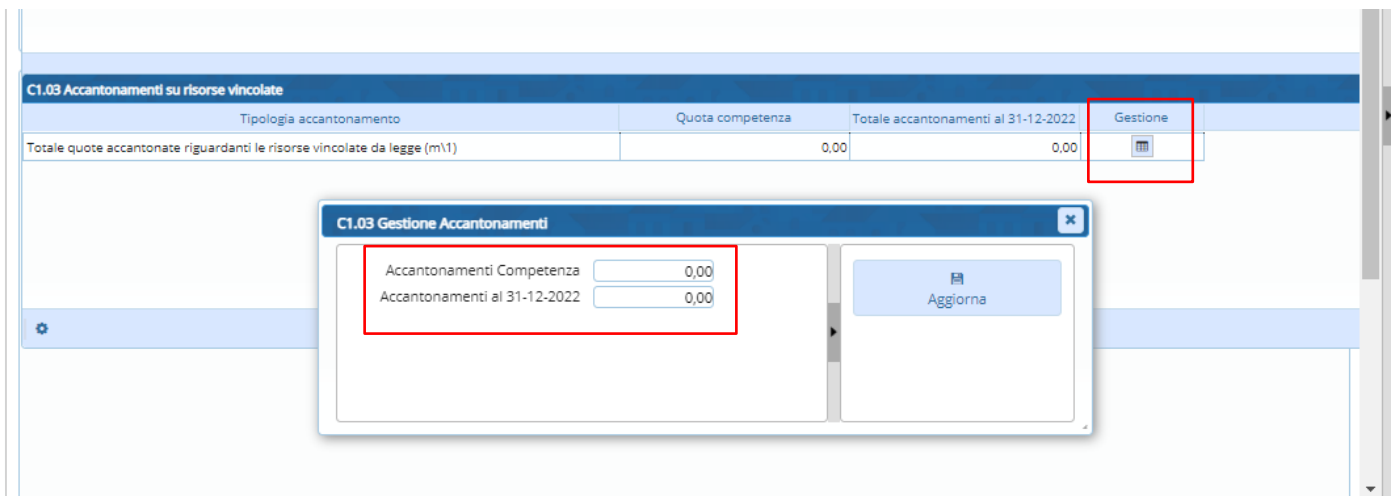 C1.03 Accantonamenti su risorse vincolate
Tipologia accantonamento Quota competenza Totale accantonamenti al 31-12-2022 Gestione
Totale quote accantonate riguardanti le risorse vincolate da legge (m\1) 0,00 0,00
C1.03 Gestione Accantonamenti
Accantonamenti Competenza 0,00
Accantonamenti al 31-12-2022 0,00
Aggiorna